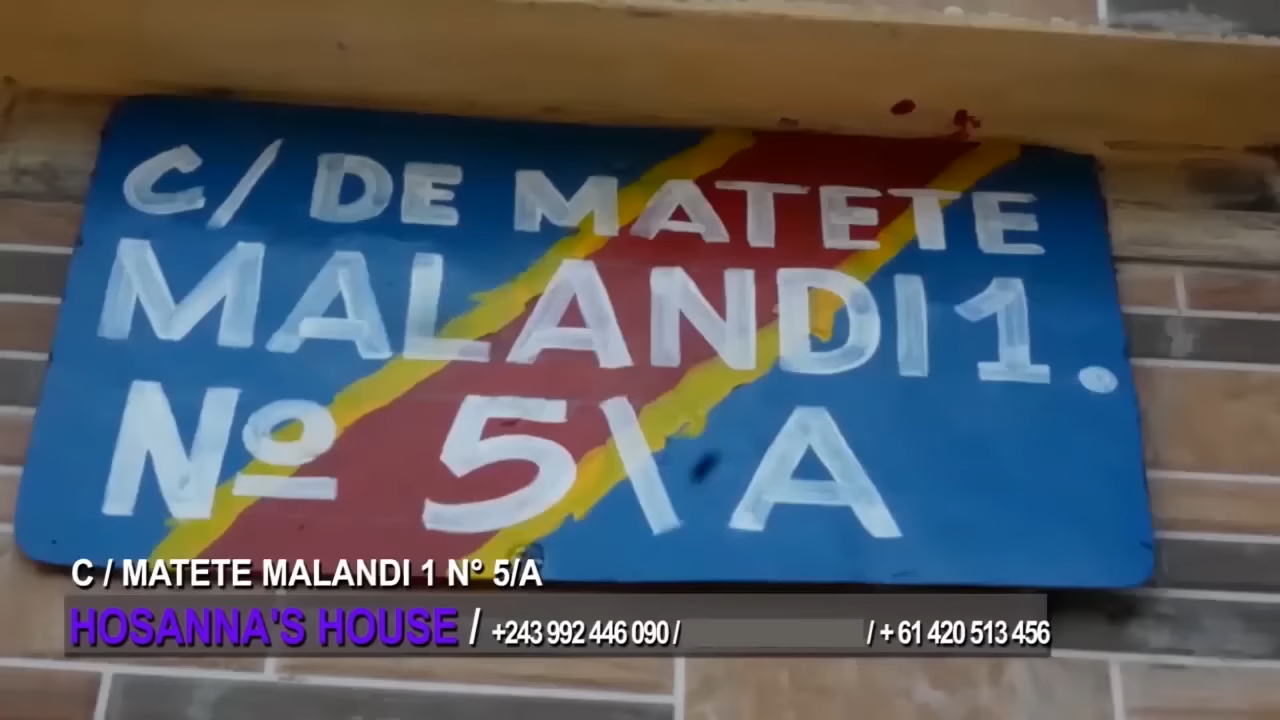 C/ DE MATETE
MALANDI 1.
Nº 5\A
C / MATETE MALANDI 1 N° 5/A
HOSANNA'S HOUSE / +243 992 446 090 / / + 61 420 513 456